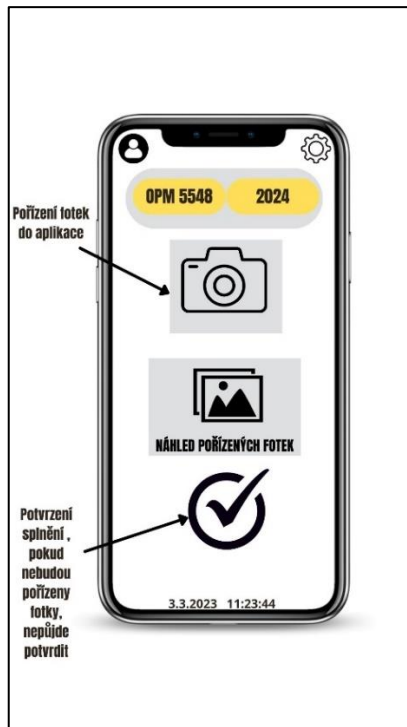 OPM 5548 2024
Pořízení fotek
do aplikace
NÁHLED POŘÍZENÝCH FOTEK
Potvrzení
splnění ,
pokud
nebudou
pořízeny
fotky,
nepůjde
potvrdit
3.3.2023 11:23:44